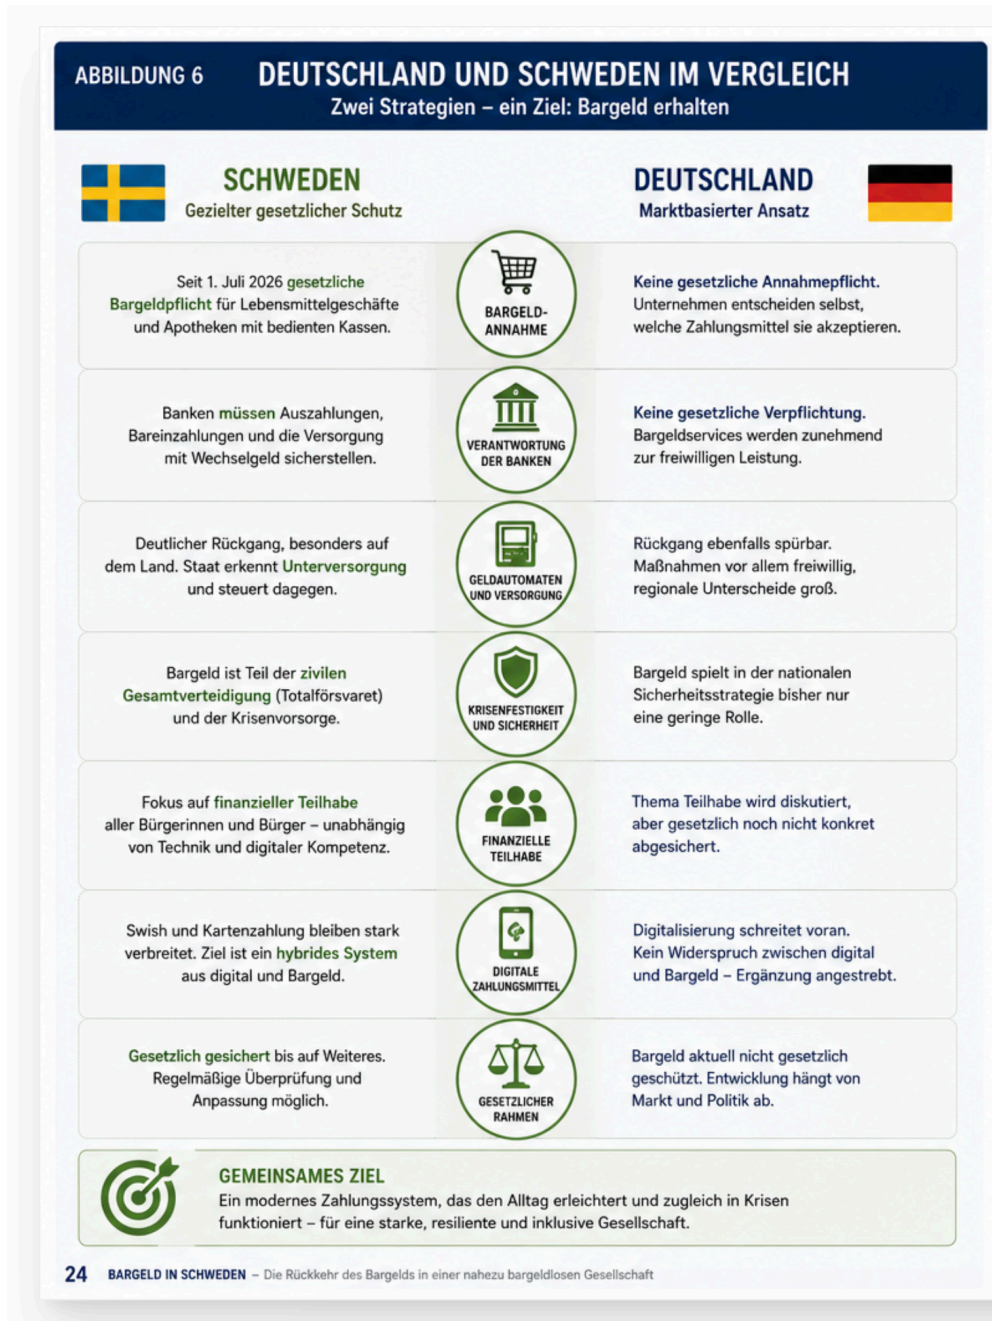 ABBILDUNG 6
DEUTSCHLAND UND SCHWEDEN IM VERGLEICH
Zwei Strategien – ein Ziel: Bargeld erhalten
SCHWEDEN
Gezielter gesetzlicher Schutz
DEUTSCHLAND
Marktbasierter Ansatz
Seit 1. Juli 2026 gesetzliche
Bargeldpflicht für Lebensmittelgeschäfte
und Apotheken mit bedienten Kassen.
BARGELD-
ANNAHME
Keine gesetzliche Annahmepflicht.
Unternehmen entscheiden selbst,
welche Zahlungsmittel sie akzeptieren.
Banken müssen Auszahlungen,
Bareinzahlungen und die Versorgung
mit Wechselgeld sicherstellen.
VERANTWORTUNG
DER BANKEN
Keine gesetzliche Verpflichtung.
Bargeldservices werden zunehmend
zur freiwilligen Leistung.
Deutlicher Rückgang, besonders auf
dem Land. Staat erkennt Unterversorgung
und steuert dagegen.
GELDAUTOMATEN
UND VERSORGUNG
Rückgang ebenfalls spürbar.
Maßnahmen vor allem freiwillig,
regionale Unterscheide groß.
Bargeld ist Teil der zivilen
Gesamtverteidigung (Totalförsvaret)
und der Krisenvorsorge.
KRISENFESTIGKEIT
UND SICHERHEIT
Bargeld spielt in der nationalen
Sicherheitsstrategie bisher nur
eine geringe Rolle.
Fokus auf finanzieller Teilhabe
aller Bürgerinnen und Bürger – unabhängig
von Technik und digitaler Kompetenz.
FINANZIELLE
TEILHABE
Thema Teilhabe wird diskutiert,
aber gesetzlich noch nicht konkret
abgesichert.
Swish und Kartenzahlung bleiben stark
verbreitet. Ziel ist ein hybrides System
aus digital und Bargeld.
DIGITALE
ZAHLUNGSMITTEL
Digitalisierung schreitet voran.
Kein Widerspruch zwischen digital
und Bargeld – Ergänzung angestrebt.
Gesetzlich gesichert bis auf Weiteres.
Regelmäßige Überprüfung und
Anpassung möglich.
GESETZLICHER
RAHMEN
Bargeld aktuell nicht gesetzlich
geschützt. Entwicklung hängt von
Markt und Politik ab.
GEMEINSAMES ZIEL
Ein modernes Zahlungssystem, das den Alltag erleichtert und zugleich in Krisen
funktioniert – für eine starke, resiliente und inklusive Gesellschaft.
24 BARGELD IN SCHWEDEN – Die Rückkehr des Bargelds in einer nahezu bargeldlosen Gesellschaft